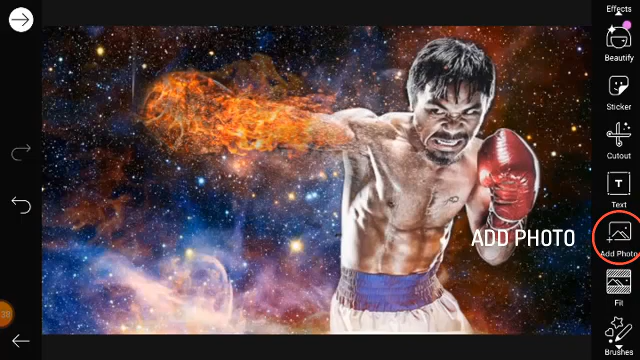 Effects
Beautify
Sticker
Cutout
T
Text
ADD PHOTO
Add Photo
Fit
Brushes